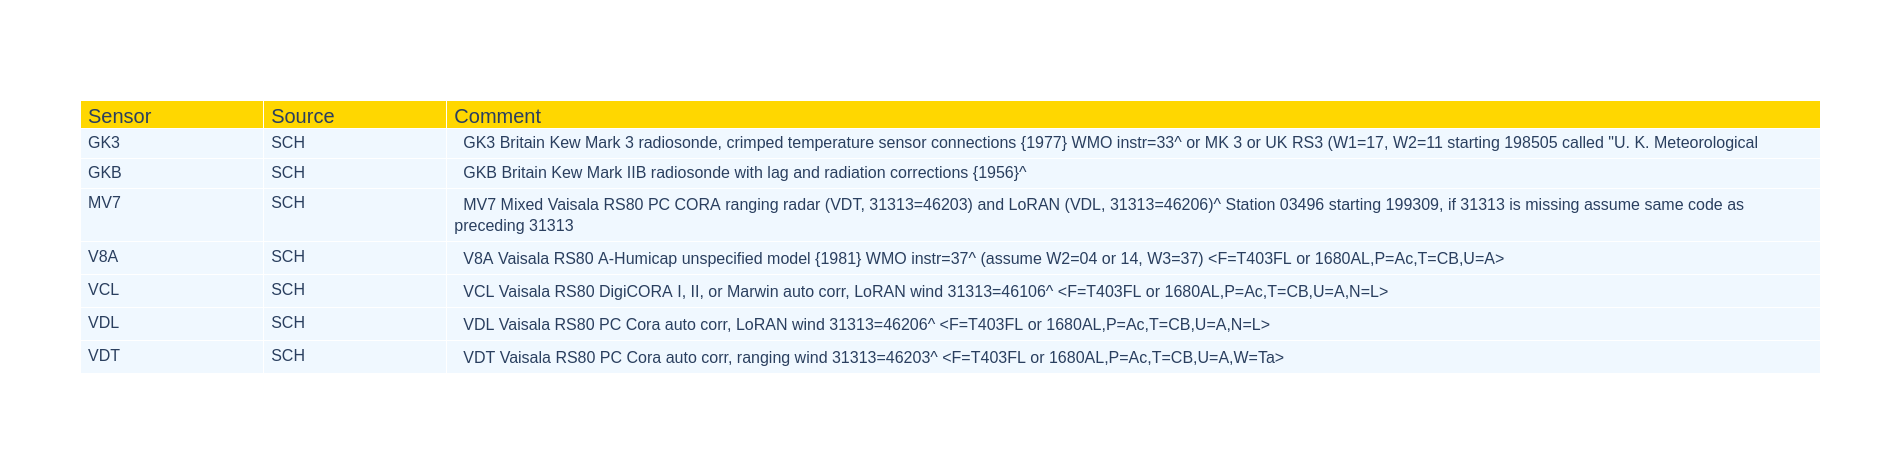 Sensor Source Comment
GK3 SCH GK3 Britain Kew Mark 3 radiosonde, crimped temperature sensor connections {1977} WMO instr=33^ or MK 3 or UK RS3 (W1=17, W2=11 starting 198505 called "U. K. Meteorological
GKB SCH GKB Britain Kew Mark IIB radiosonde with lag and radiation corrections {1956}^
MV7 SCH MV7 Mixed Vaisala RS80 PC CORA ranging radar (VDT, 31313=46203) and LoRAN (VDL, 31313=46206)^ Station 03496 starting 199309, if 31313 is missing assume same code as
preceding 31313
V8A SCH V8A Vaisala RS80 A-Humicap unspecified model {1981} WMO instr=37^ (assume W2=04 or 14, W3=37) <F=T403FL or 1680AL,P=Ac,T=CB,U=A>
VCL SCH VCL Vaisala RS80 DigiCORA I, II, or Marwin auto corr, LoRAN wind 31313=46106^ <F=T403FL or 1680AL,P=Ac,T=CB,U=A,N=L>
VDL SCH VDL Vaisala RS80 PC Cora auto corr, LoRAN wind 31313=46206^ <F=T403FL or 1680AL,P=Ac,T=CB,U=A,N=L>
VDT SCH VDT Vaisala RS80 PC Cora auto corr, ranging wind 31313=46203^ <F=T403FL or 1680AL,P=Ac,T=CB,U=A,W=Ta>